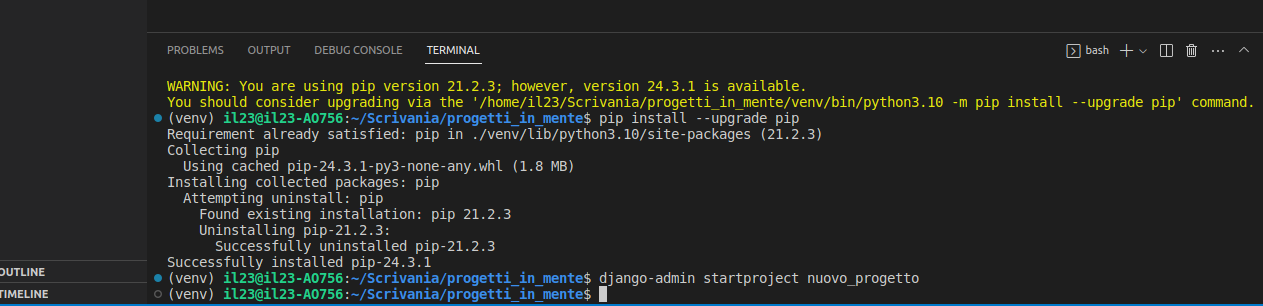 PROBLEMS OUTPUT DEBUG CONSOLE TERMINAL bash
WARNING: You are using pip version 21.2.3; however, version 24.3.1 is available.
You should consider upgrading via the '/home/il23/Scrivania/progetti_in_mente/venv/bin/python3.10 -m pip install --upgrade pip' command.
(venv) il23@il23-AO756:~/Scrivania/progetti_in_mente$ pip install --upgrade pip
Requirement already satisfied: pip in ./venv/lib/python3.10/site-packages (21.2.3)
Collecting pip
  Using cached pip-24.3.1-py3-none-any.whl (1.8 MB)
Installing collected packages: pip
  Attempting uninstall: pip
    Found existing installation: pip 21.2.3
    Uninstalling pip-21.2.3:
      Successfully uninstalled pip-21.2.3
Successfully installed pip-24.3.1
(venv) il23@il23-AO756:~/Scrivania/progetti_in_mente$ django-admin startproject nuovo_progetto
(venv) il23@il23-AO756:~/Scrivania/progetti_in_mente$
OUTLINE
TIMELINE